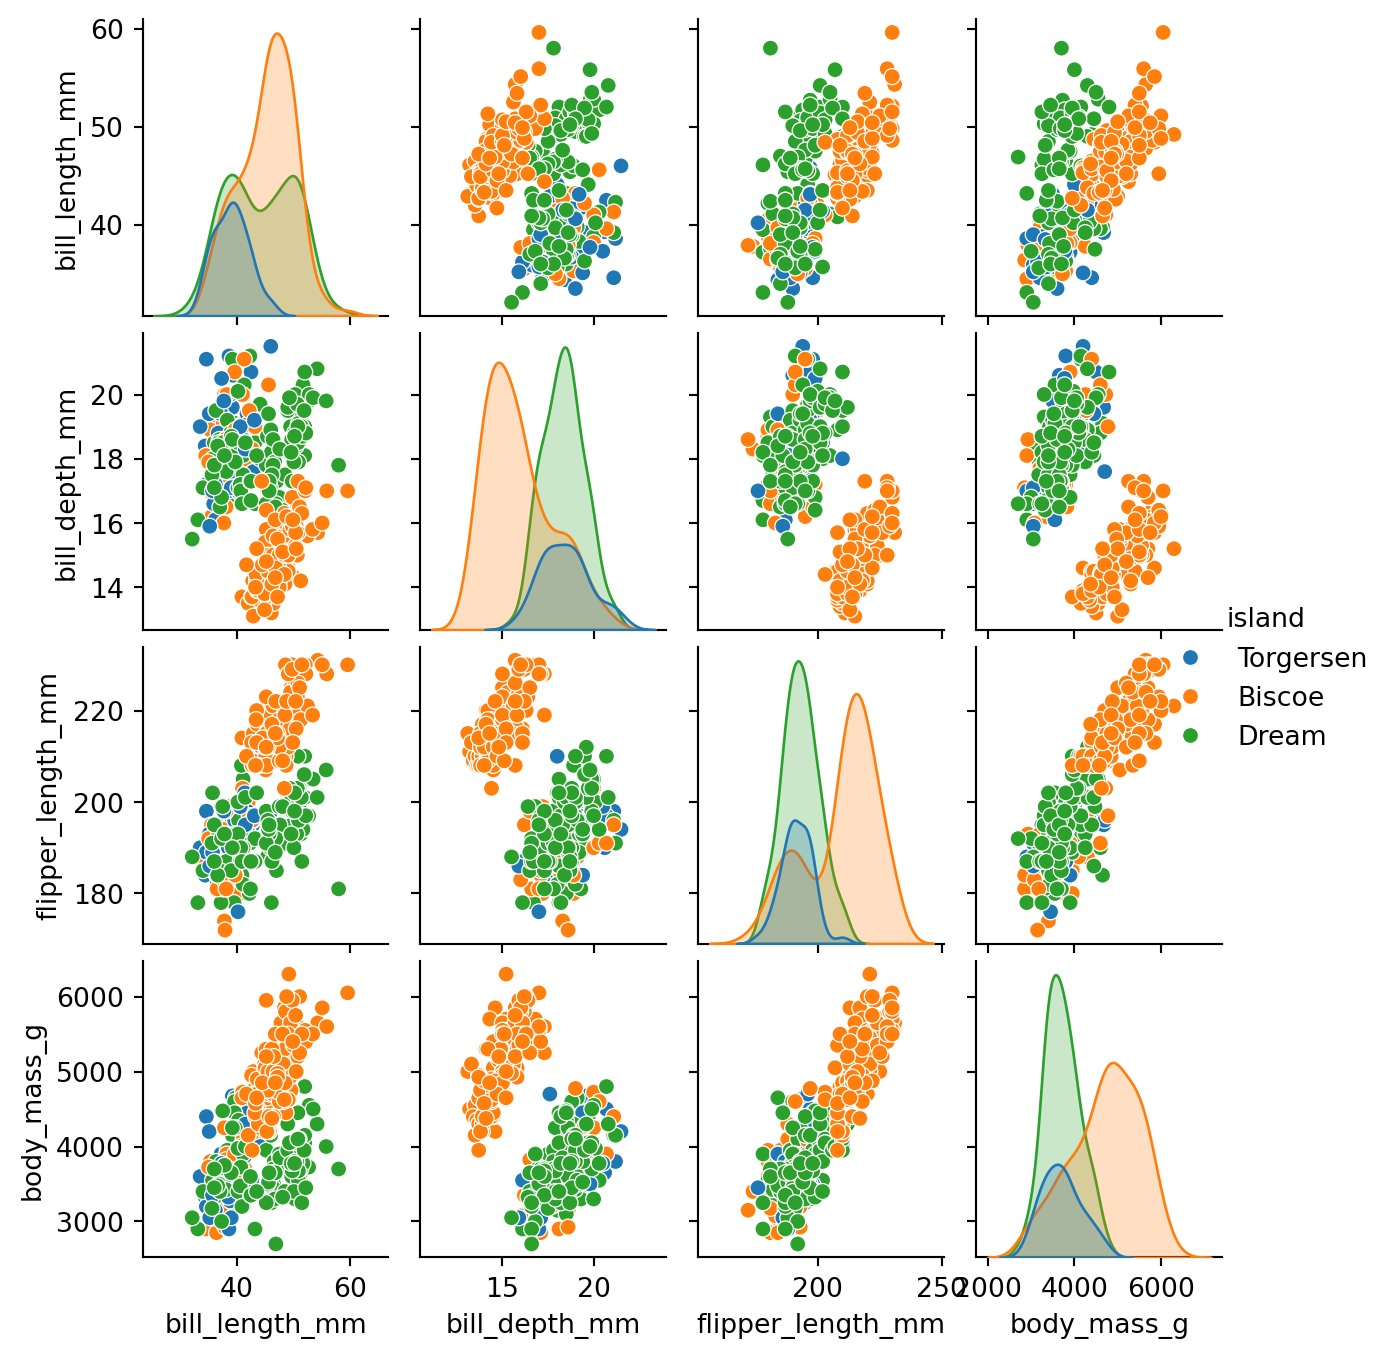 60
50
40
bill_length_mm
20
18
16
14
bill_depth_mm
island
Torgersen
Biscoe
Dream
220
200
180
flipper_length_mm
6000
5000
4000
3000
body_mass_g
40 60
15 20
200 250
2000 4000 6000
bill_length_mm
bill_depth_mm
flipper_length_mm
body_mass_g